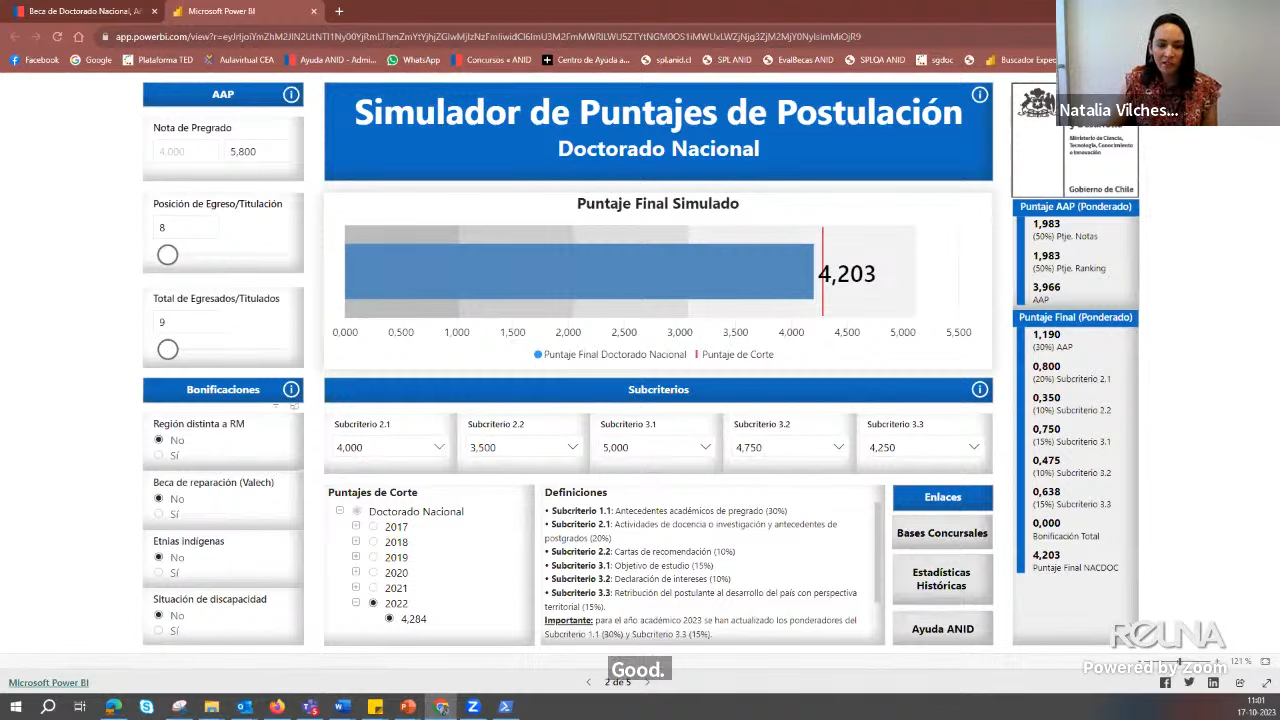 Beca de Doctorado Nacional, Añ
Microsoft Power BI
Facebook
Google
Plataforma TED
Aulavirtual CEA
Ayuda ANID - Admi...
WhatsApp
Concursos « ANID
Centro de Ayuda a...
splanid.cl
SPL ANID
EvalBecas ANID
SPLQA ANID
sgdoc
Buscador Exper
Natalia Vilches...
AAP
Nota de Pregrado
4.000
5,800
Posición de Egreso/Titulación
8
Total de Egresados/Titulados
9
Simulador de Puntajes de Postulación
Doctorado Nacional
Puntaje Final Simulado
4,203
500
1,000
1,500
2,000
2,500
3,000
3,500
4,000
4,500
5,000
5,500
Puntaje Final Doctorado Nacional
Puntaje de Corte
Ministerio de Ciencia,
Tecnología, Conocimiento
e Innovación
Gobierno de Chile
Puntaje AAP (Ponderado)
1,983
(50%) Ptje. Notas
1,983
(50%) Ptje. Ranking
3,966
AAP
Puntaje Final (Ponderado)
1,190
(30%) AAP
0,800
(20%) Subcriterio 2.1
0,350
(10%) Subcriterio 2.2
0,750
(15%) Subcriterio 3.1
0,475
(10%) Subcriterio 3.2
0,638
(15%) Subcriterio 3.3
0,000
Bonificación Total
4,203
Puntaje Final NACDOC
Bonificaciones
Región distinta a RM
No
Sí
Beca de reparación (Valech)
No
Sí
Etnias indígenas
No
Sí
Situación de discapacidad
No
Sí
Subcriterios
Subcriterio 2.1
4,000
Subcriterio 2.2
3,500
Subcriterio 3.1
5,000
Subcriterio 3.2
4,750
Subcriterio 3.3
4,250
Puntajes de Corte
Doctorado Nacional
2017
2018
2019
2020
2021
2022
4,284
Definiciones
• Subcriterio 1.1: Antecedentes académicos de pregrado (30%)
• Subcriterio 2.1: Actividades de docencia o investigación y antecedentes de
postgrados (20%)
• Subcriterio 2.2: Cartas de recomendación (10%)
• Subcriterio 3.1: Objetivo de estudio (15%)
• Subcriterio 3.2: Declaración de intereses (10%)
• Subcriterio 3.3: Retribución del postulante al desarrollo del país con perspectiva
territorial (15%).
Importante: para el año académico 2023 se han actualizado los ponderadores del
Subcriterio 1.1 (30%) y Subcriterio 3.3 (15%).
Enlaces
Bases Concursales
Estadísticas
Históricas
Ayuda ANID
REUNA
Powered by Zoom
Good.
2 de 5
121 %
Microsoft Power BI
11:01
17-10-2023